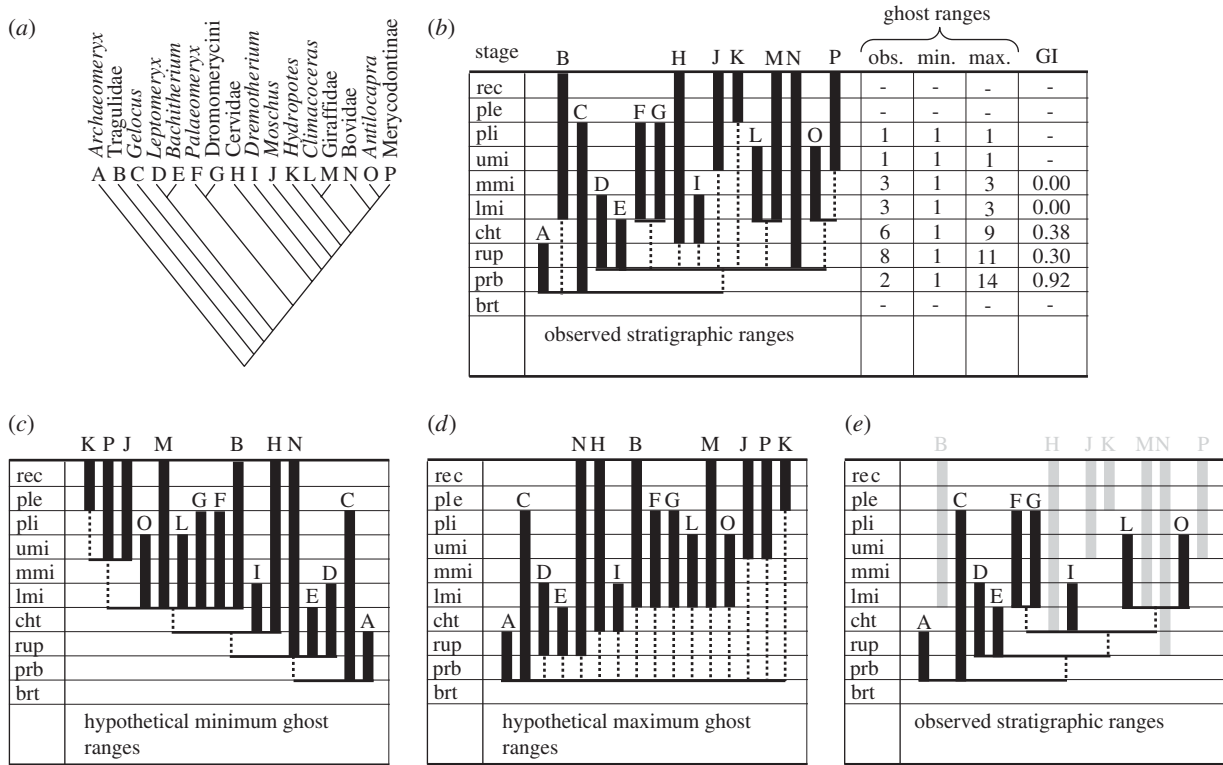 (a)
Archaeomeryx
Tragulidae
Gelocus
Leptomeryx
Bachitherium
Palaeomeryx
Dromomerycini
Cervidae
Dremotherium
Moschus
Hydropotes
Climacoceras
Giraffidae
Bovidae
Antilocapra
Merycodontinae
A B C D E F G H I J K L M N O P
(b)
ghost ranges
stage B H J K M N P obs. min. max. GI
rec - - - -
ple - - - -
C F G
pli 1 1 1 -
L O
umi 1 1 1 -
mmi 3 1 3 0.00
D I
lmi 3 1 3 0.00
E
cht 6 1 9 0.38
A
rup 8 1 11 0.30
prb 2 1 14 0.92
brt - - - -
observed stratigraphic ranges
(c)
K P J M B H N
rec
ple
G F C
pli
O L
umi
mmi
I D
lmi
E
cht
A
rup
prb
brt
hypothetical minimum ghost
ranges
(d)
N H B M J P K
rec
ple
C F G
pli
L O
umi
mmi
D I
lmi
E
cht
A
rup
prb
brt
hypothetical maximum ghost
ranges
(e)
B H J K M N P
rec
ple
C F G
pli
L O
umi
mmi
D I
lmi
E
cht
A
rup
prb
brt
observed stratigraphic ranges